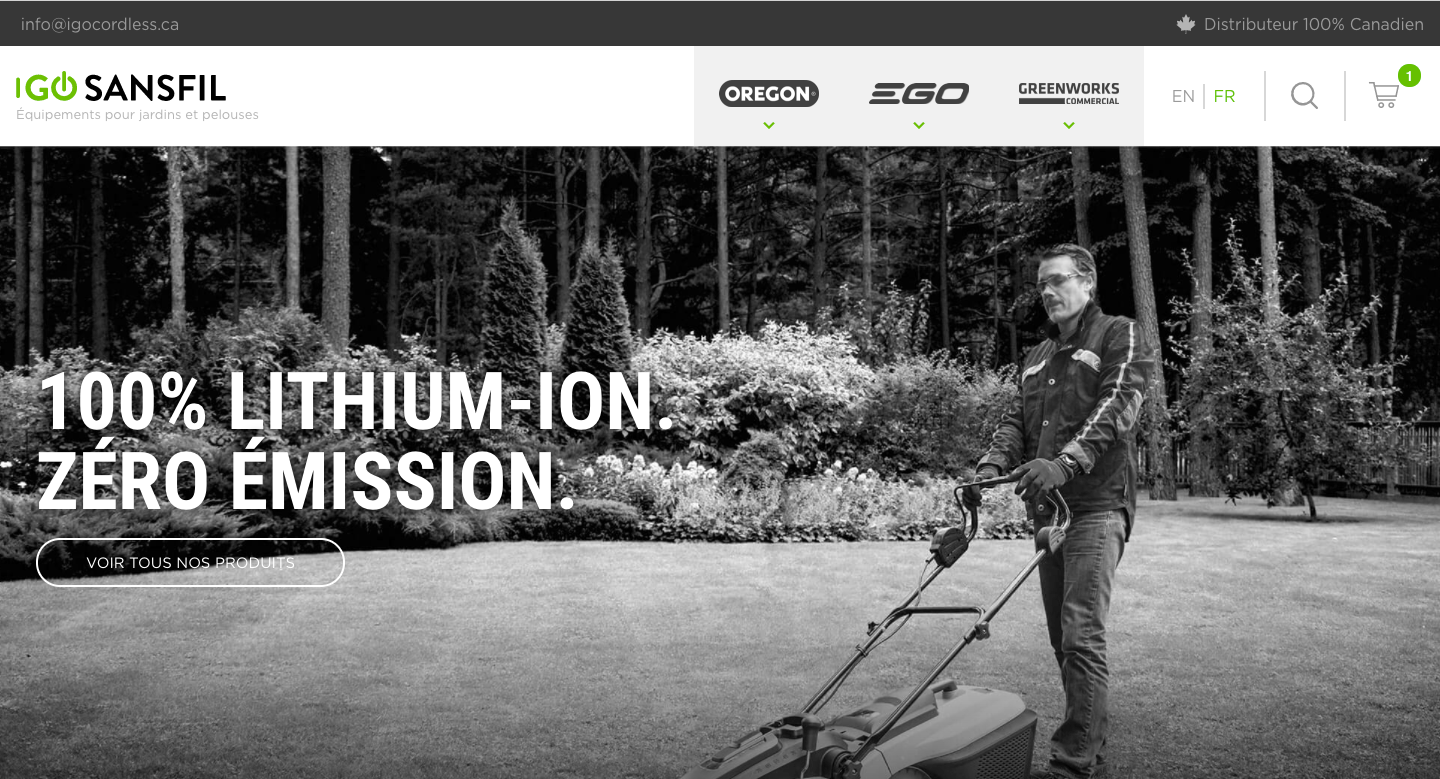 info@igocordless.ca
Distributeur 100% Canadien
IGO SANSFIL
Équipements pour jardins et pelouses
OREGON®
EGO
GREENWORKS
COMMERCIAL
EN | FR
1
100% LITHIUM-ION.
ZÉRO ÉMISSION.
VOIR TOUS NOS PRODUITS